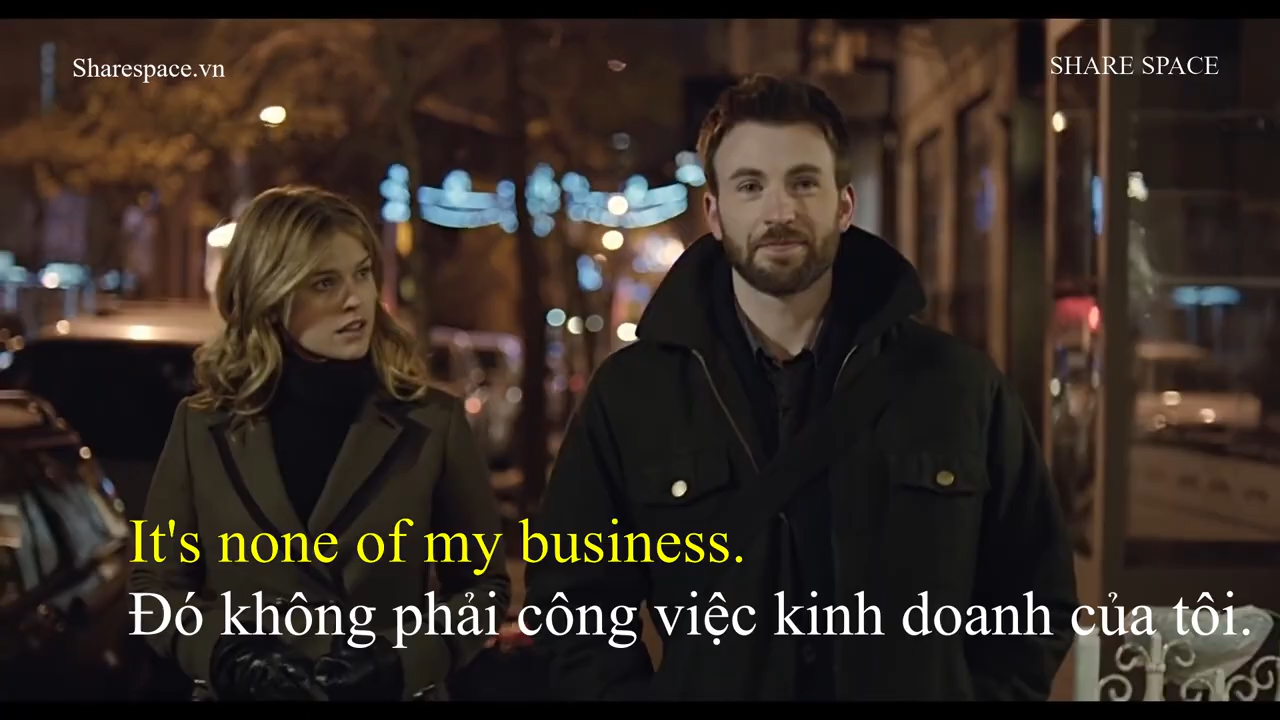 Sharespace.vn
SHARE SPACE
It's none of my business.
Đó không phải công việc kinh doanh của tôi.